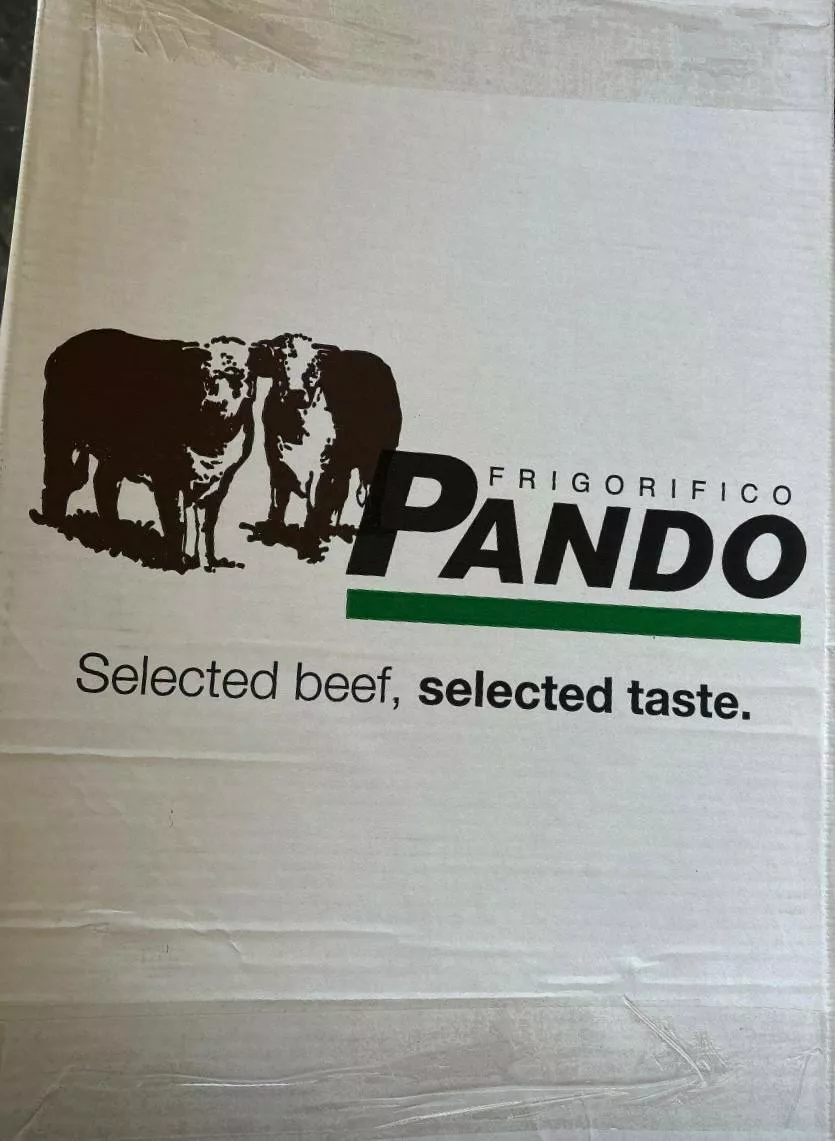 FRIGORIFICO
PANDO
Selected beef, selected taste.